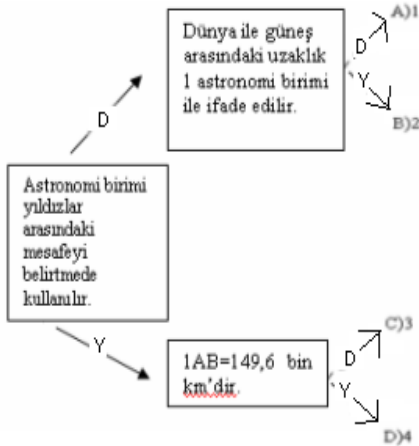 Dünya ile güneş
arasındaki uzaklık
1 astronomi birimi
ile ifade edilir.
D
A)1
Y
B)2
D
Astronomi birimi
yıldızlar
arasındaki
mesafeyi
belirtmede
kullanılır.
Y
1AB=149,6 bin
km’dir.
D
C)3
Y
D)4